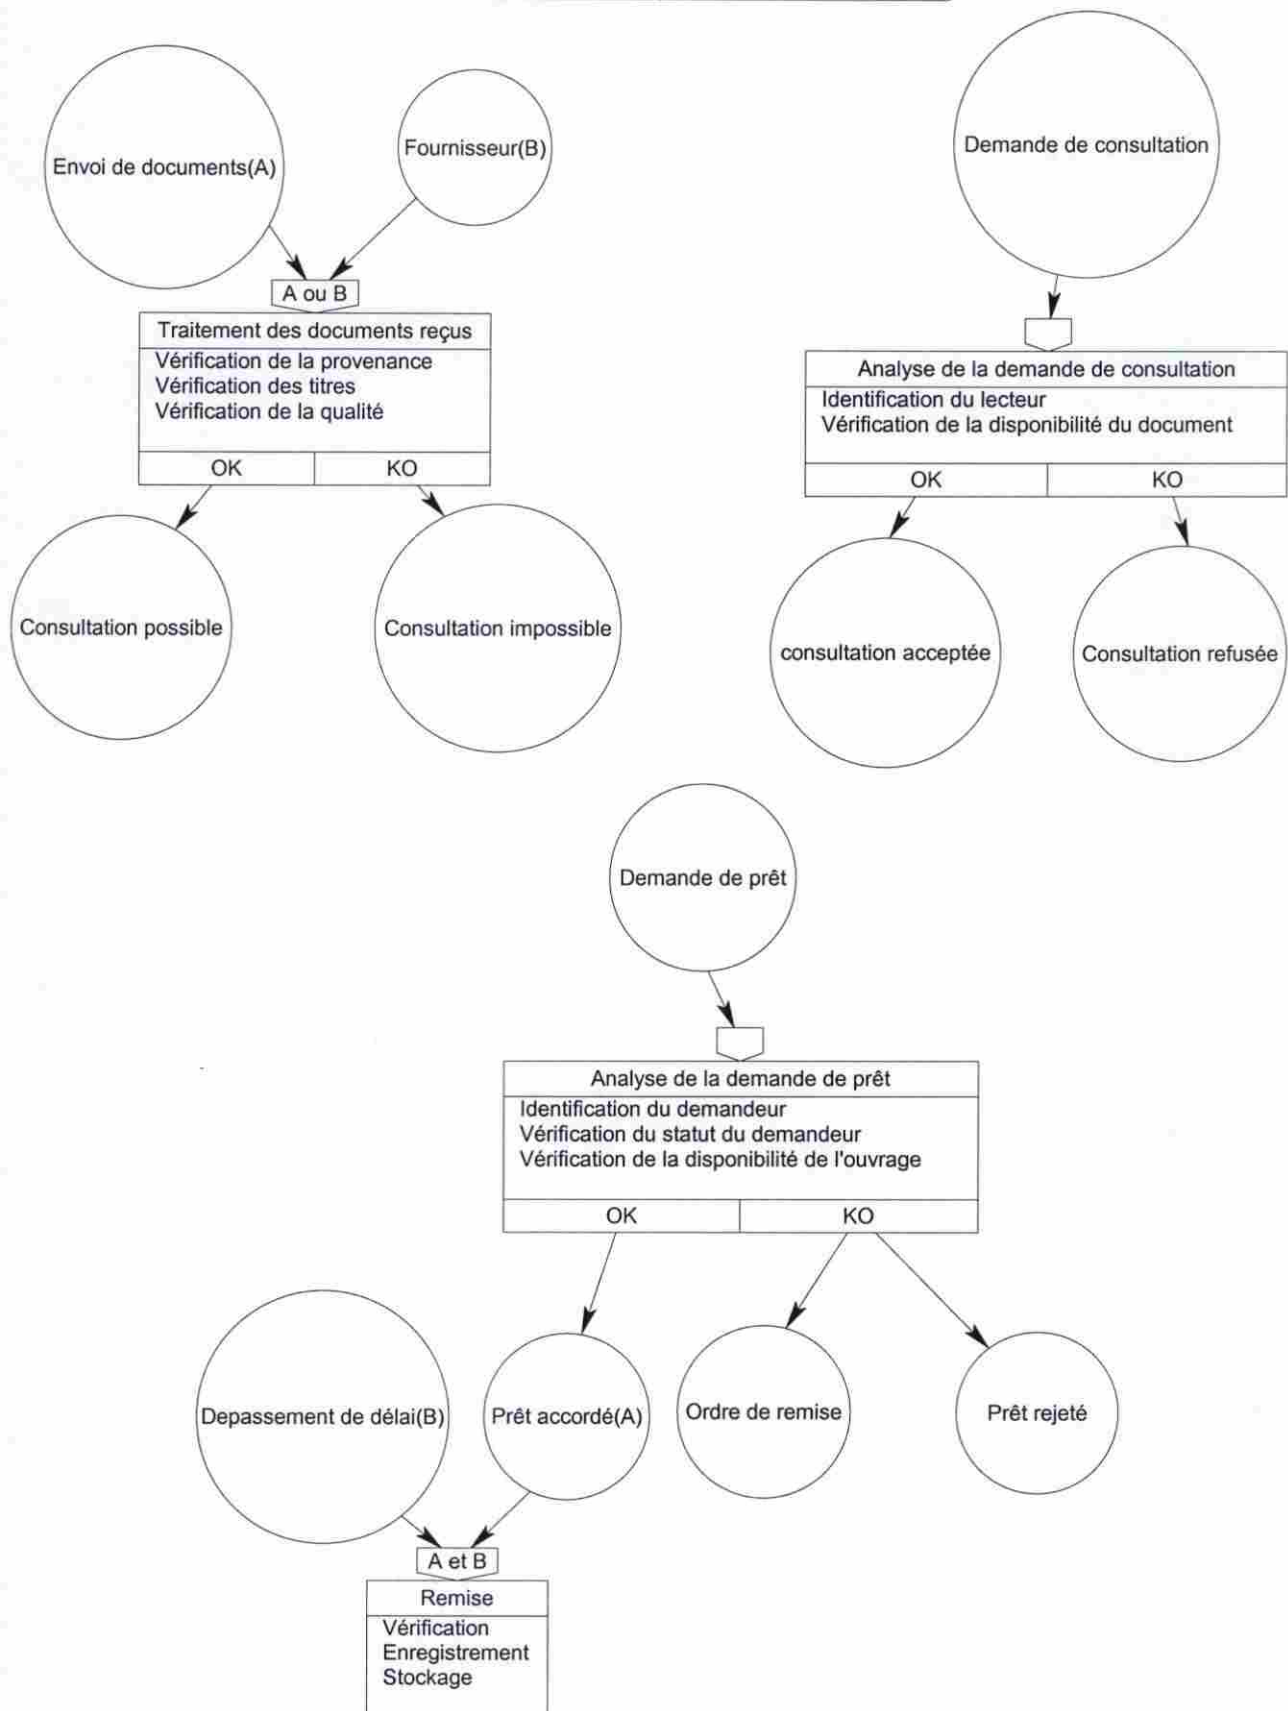 Envoi de documents(A)
Fournisseur(B)
A ou B
Traitement des documents reçus
Vérification de la provenance
Vérification des titres
Vérification de la qualité
OK
KO
Consultation possible
Consultation impossible
Demande de consultation
Analyse de la demande de consultation
Identification du lecteur
Vérification de la disponibilité du document
OK
KO
consultation acceptée
Consultation refusée
Demande de prêt
Analyse de la demande de prêt
Identification du demandeur
Vérification du statut du demandeur
Vérification de la disponibilité de l'ouvrage
OK
KO
Depassement de délai(B)
Prêt accordé(A)
Ordre de remise
Prêt rejeté
A et B
Remise
Vérification
Enregistrement
Stockage